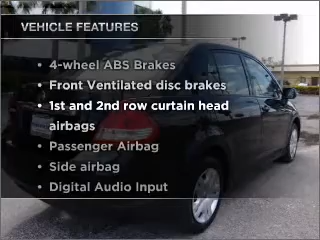 VEHICLE FEATURES
• 4-wheel ABS Brakes
• Front Ventilated disc brakes
• 1st and 2nd row curtain head
airbags
• Passenger Airbag
• Side airbag
• Digital Audio Input